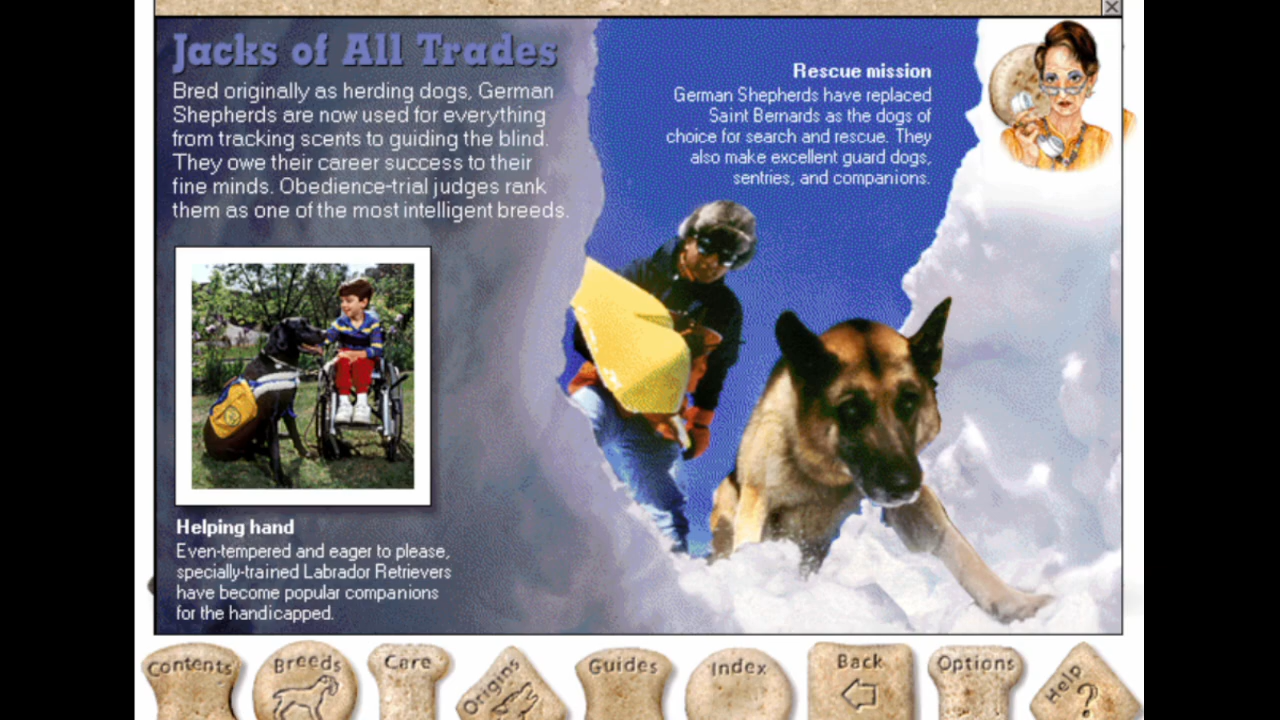 Jacks of All Trades
Bred originally as herding dogs, German
Shepherds are now used for everything
from tracking scents to guiding the blind.
They owe their career success to their
fine minds. Obedience-trial judges rank
them as one of the most intelligent breeds.
Rescue mission
German Shepherds have replaced
Saint Bernards as the dogs of
choice for search and rescue. They
also make excellent guard dogs,
sentries, and companions.
Helping hand
Even-tempered and eager to please,
specially-trained Labrador Retrievers
have become popular companions
for the handicapped.
Contents
Breeds
Care
Origins
Guides
Index
Back
Options
Help
?